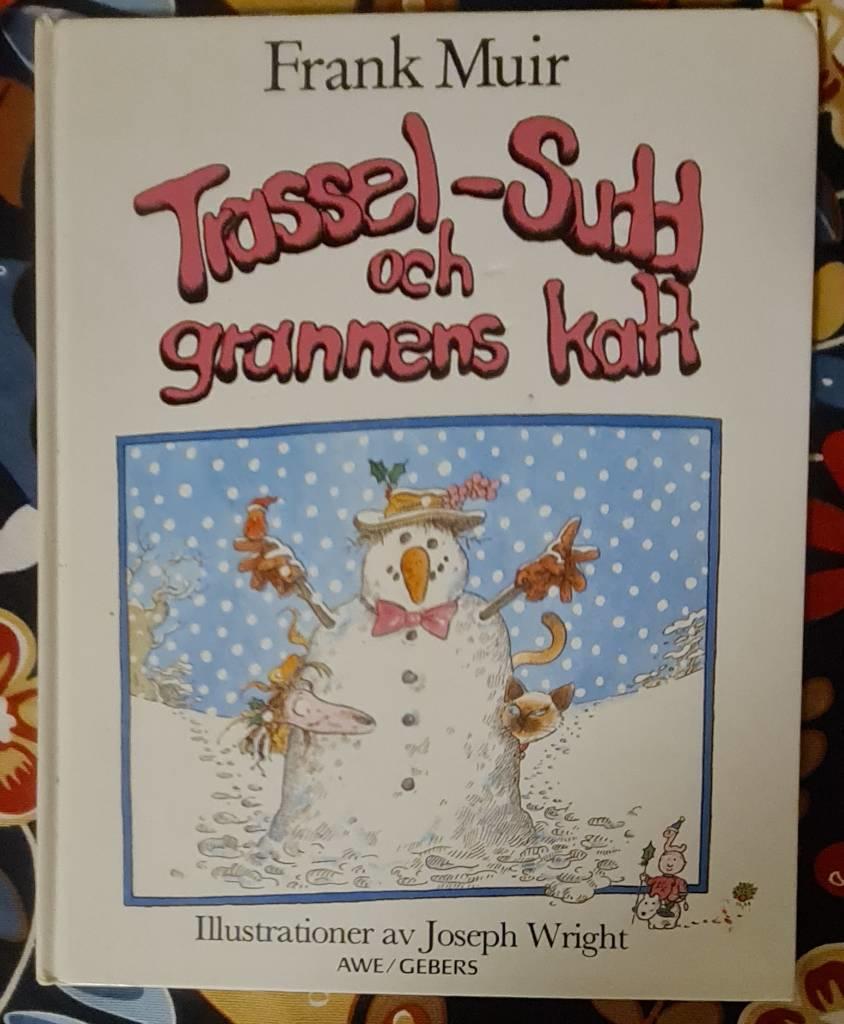 Frank Muir
Trassel-Sudd
och
grannens katt
Illustrationer av Joseph Wright
AWE/GEBERS